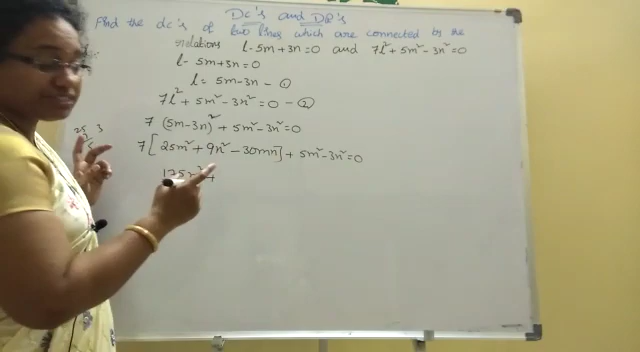 DC's and DR's
Find the dc's of two lines which are connected by the
relations l-5m+3n=0 and 7l²+5m²-3n²=0
l-5m+3n=0
l=5m-3n - ①
7l²+5m²-3n²=0 - ②
7(5m-3n)²+5m²-3n²=0
7[25m²+9n²-30mn]+5m²-3n²=0
175m²+